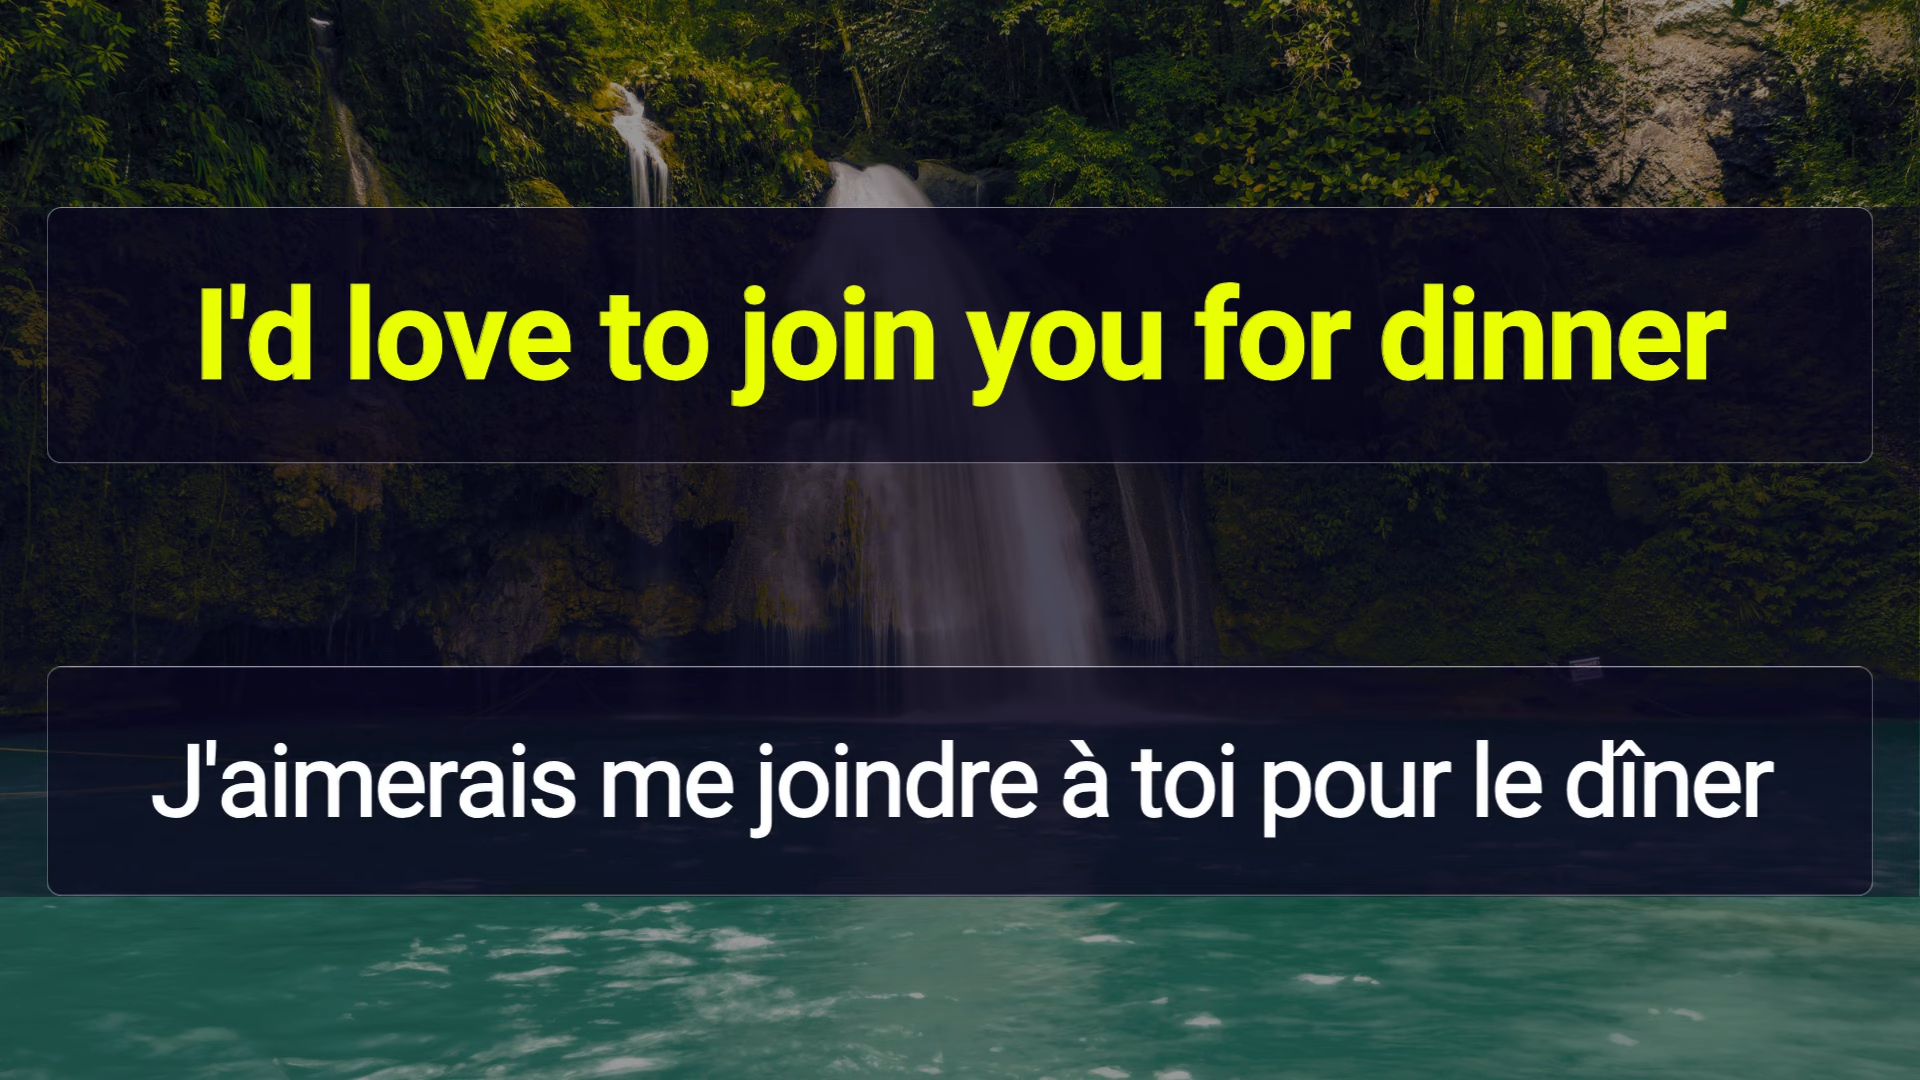 I'd love to join you for dinner
J'aimerais me joindre à toi pour le dîner